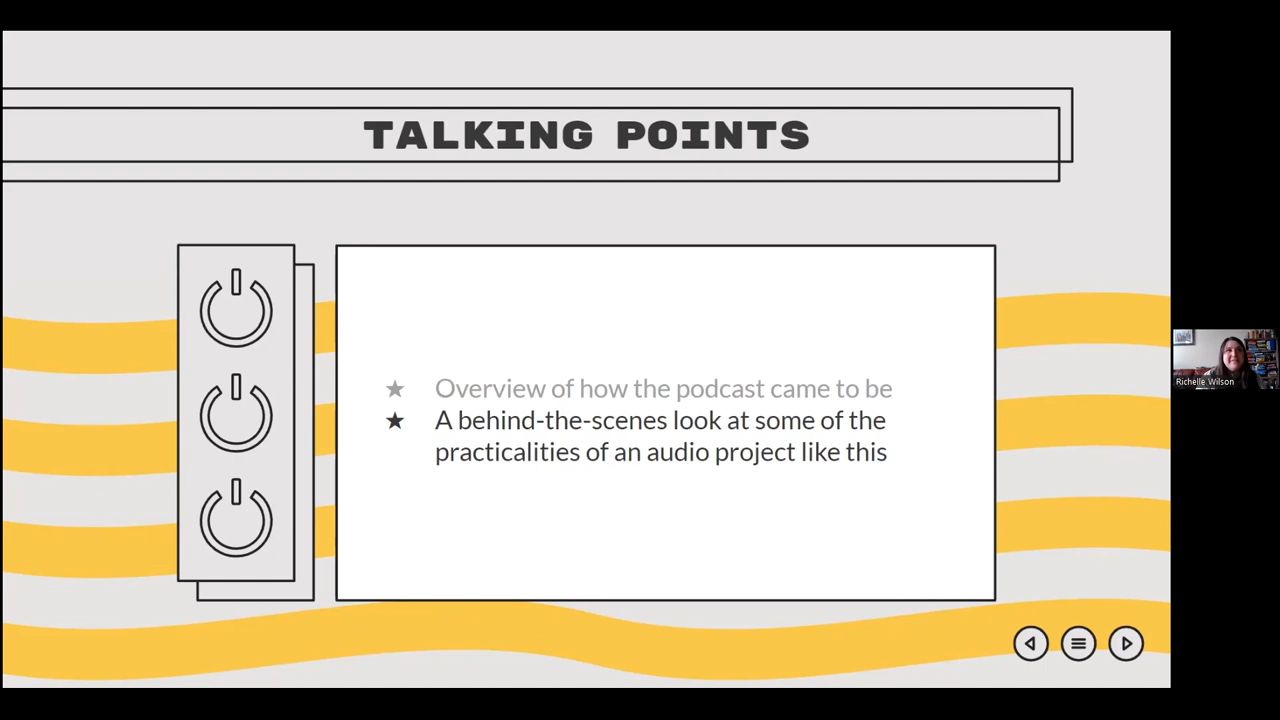 TALKING POINTS
★ Overview of how the podcast came to be
★ A behind-the-scenes look at some of the
practicalities of an audio project like this
Richelle Wilson